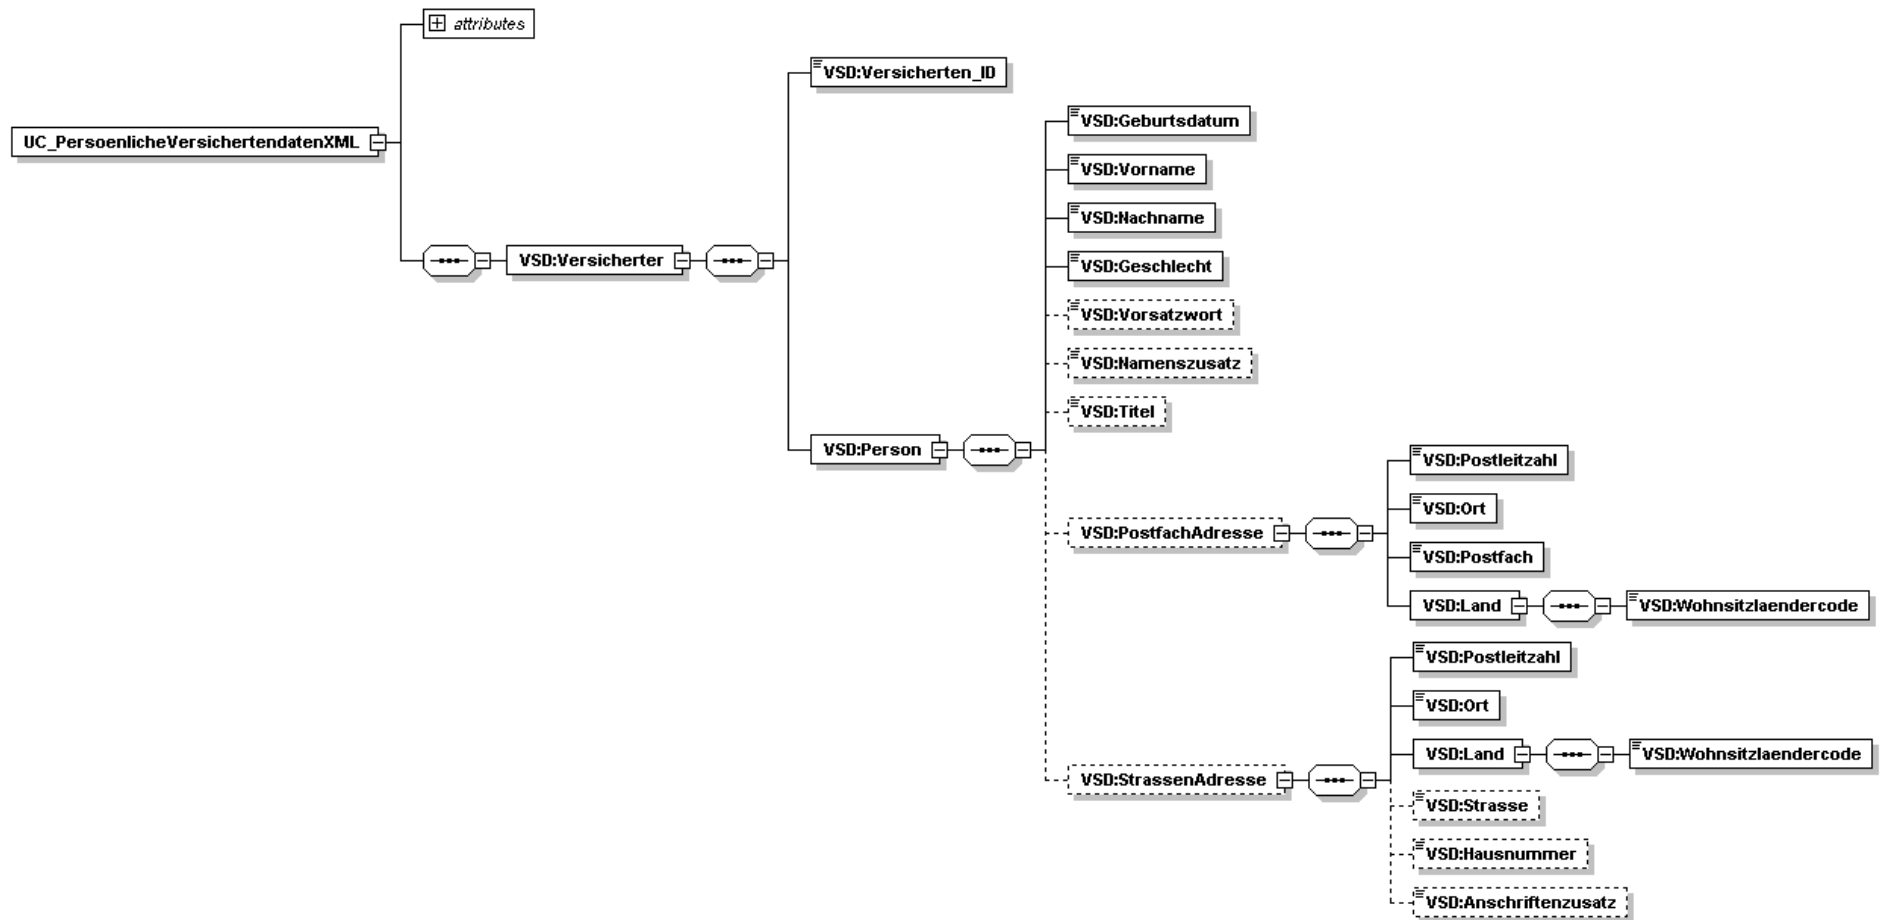 attributes
VSD:Versicherten_ID
VSD:Geburtsdatum
UC_PersoenlicheVersichertendatenXML
VSD:Vorname
VSD:Nachname
VSD:Versicherter
VSD:Geschlecht
VSD:Vorsatzwort
VSD:Namenszusatz
VSD:Titel
VSD:Person
VSD:Postleitzahl
VSD:Ort
VSD:PostfachAdresse
VSD:Postfach
VSD:Land
VSD:Wohnsitzlaendercode
VSD:Postleitzahl
VSD:Ort
VSD:Land
VSD:Wohnsitzlaendercode
VSD:StrassenAdresse
VSD:Strasse
VSD:Hausnummer
VSD:Anschriftenzusatz